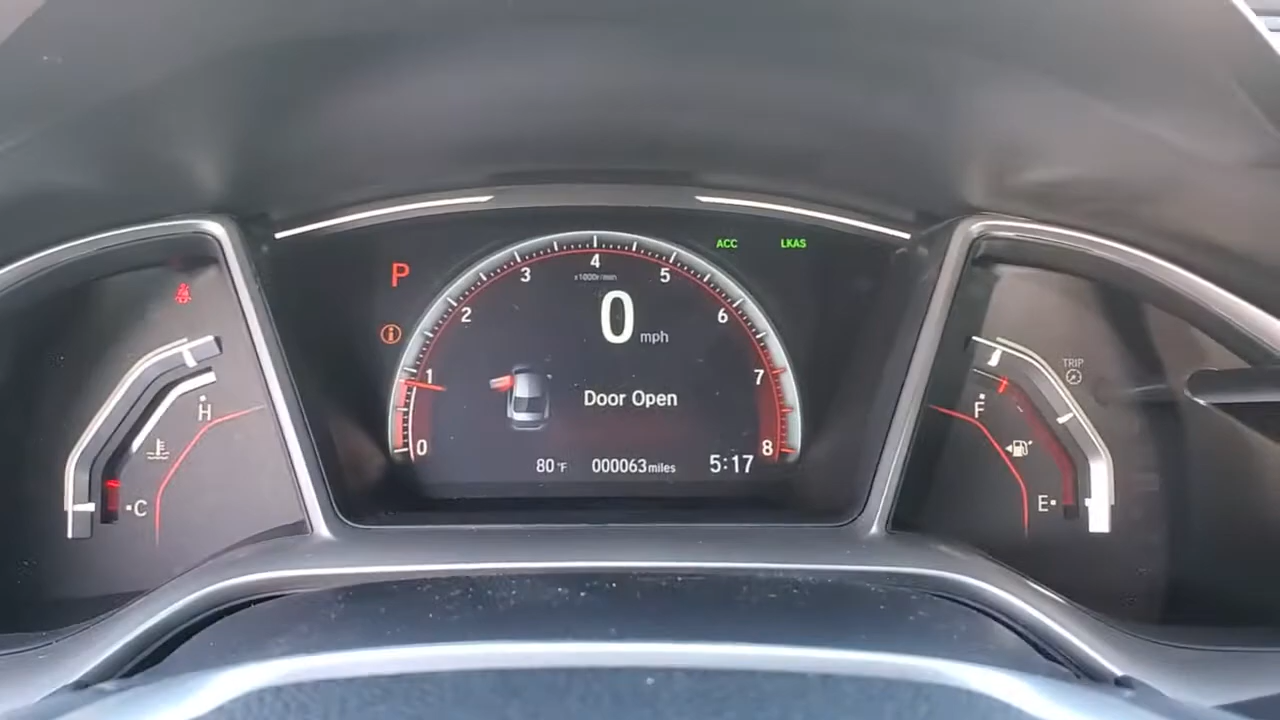 ACC LKAS
P
0 1 2 3 4 5 6 7 8
x1000r/min
0 mph
Door Open
80°F 000063miles 5:17
H
C
TRIP
F
E